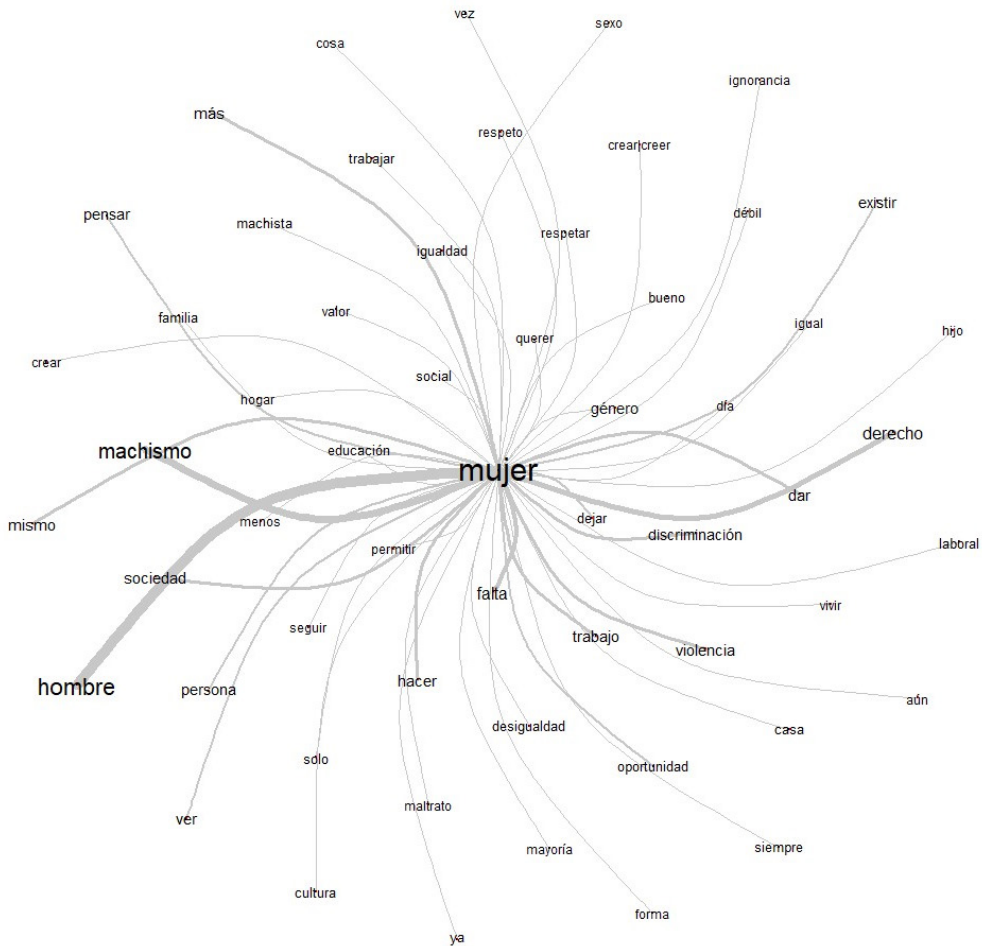 vez
sexo
cosa
ignorancia
más
respeto
crear/creer
trabajar
existir
pensar
débil
machista
respetar
igualdad
bueno
valor
familia
igual
hijo
querer
crear
social
hogar
género
dfa
derecho
machismo
educación
mujer
dar
mismo
menos
dejar
discriminación
laboral
permitir
sociedad
falta
vivir
seguir
trabajo
violencia
hombre
persona
hacer
aún
desigualdad
casa
solo
oportunidad
maltrato
ver
siempre
mayoría
cultura
forma
ya